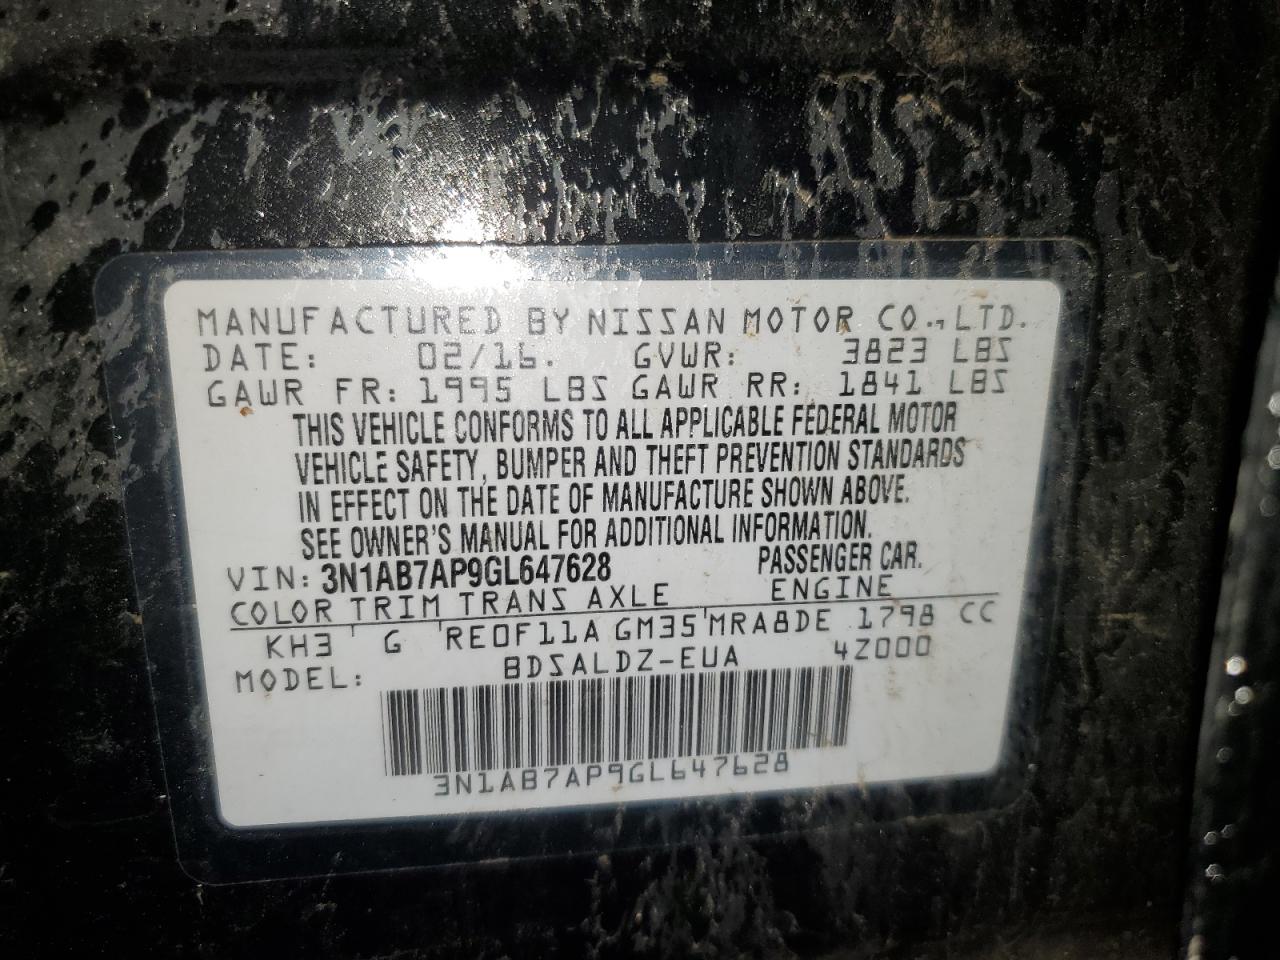 MANUFACTURED BY NISSAN MOTOR CO., LTD.
DATE: 02/16. GVWR: 3823 LBS
GAWR FR: 1995 LBS GAWR RR: 1841 LBS
THIS VEHICLE CONFORMS TO ALL APPLICABLE FEDERAL MOTOR
VEHICLE SAFETY, BUMPER AND THEFT PREVENTION STANDARDS
IN EFFECT ON THE DATE OF MANUFACTURE SHOWN ABOVE.
SEE OWNER'S MANUAL FOR ADDITIONAL INFORMATION.
VIN: 3N1AB7AP9GL647628 PASSENGER CAR.
COLOR TRIM TRANS AXLE ENGINE
KH3 G RE0F11A GM35 MRA8DE 1798 CC
MODEL: BDSALDZ-EUA 4Z000
3N1AB7AP9GL647628